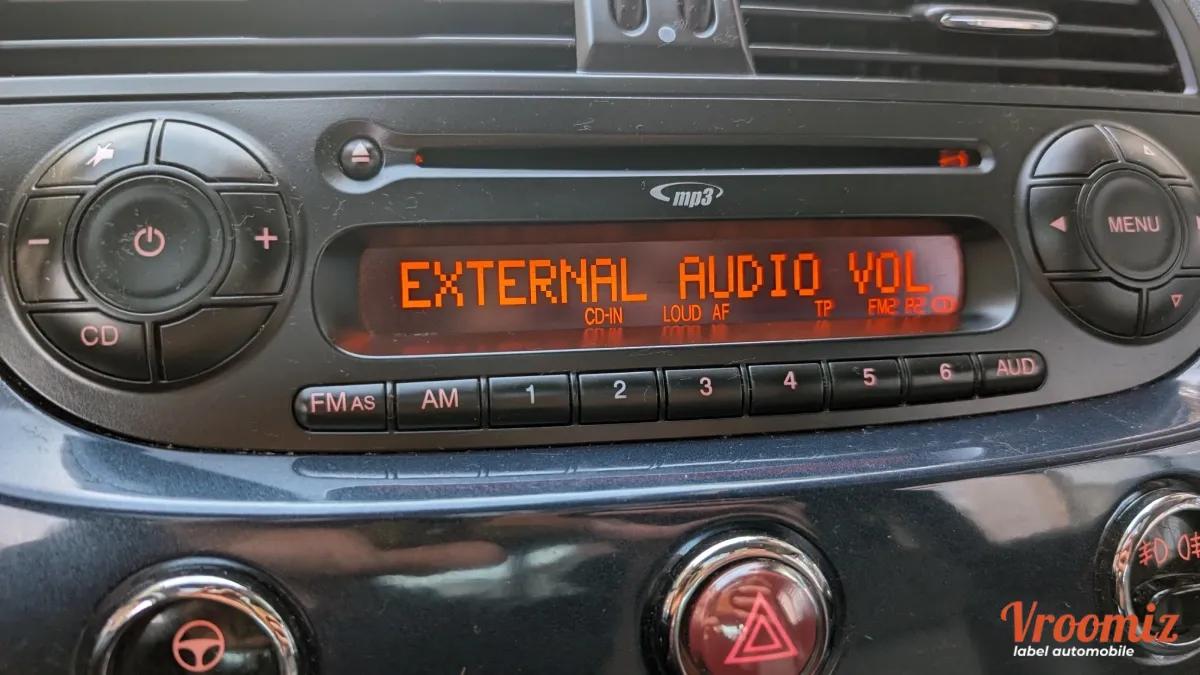 mp3
MENU
EXTERNAL AUDIO VOL
CD-IN LOUD AF TP FM2
CD
FM AS AM 1 2 3 4 5 6 AUD
Vroomiz
label automobile